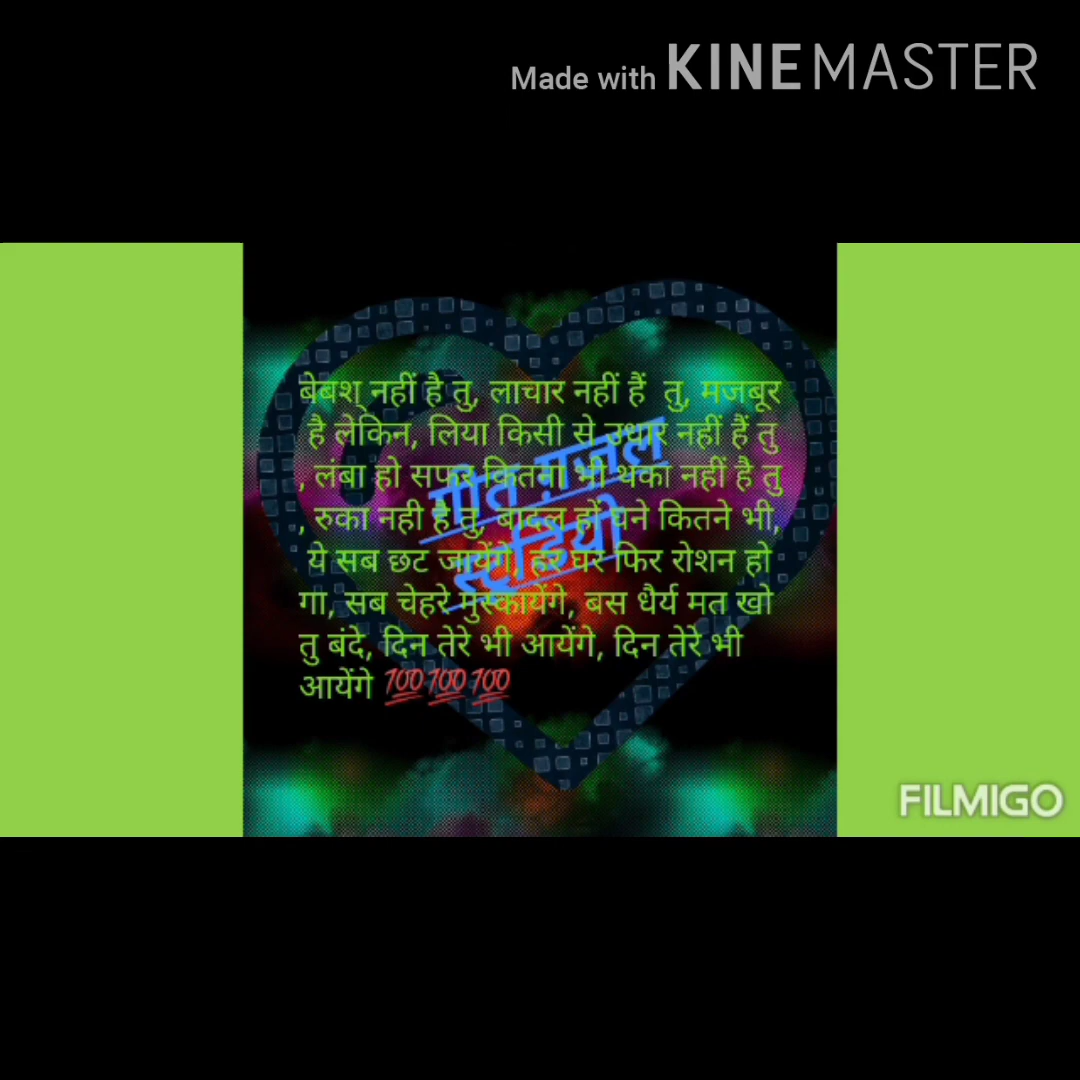 Made with KINEMASTER
बेबश् नहीं है तु, लाचार नहीं हैं तु, मजबूर
है लेकिन, लिया किसी से उधार नहीं हैं तु
, लंबा हो सफर कितना भी थका नहीं है तु
, रुका नही है तु, बादल हों घने कितने भी,
ये सब छट जायेंगे, हर घर फिर रोशन हो
गा, सब चेहरे मुस्कायेंगे, बस धैर्य मत खो
तु बंदे, दिन तेरे भी आयेंगे, दिन तेरे भी
आयेंगे 💯💯💯
गीत ग़जल
स्टूडियो
FILMIGO